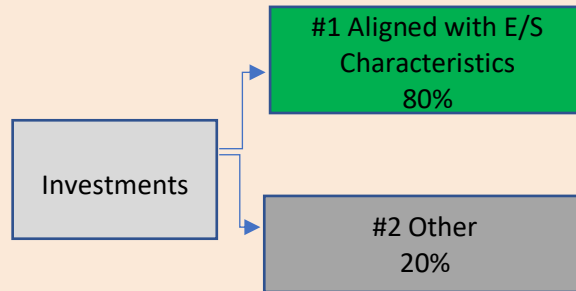 #1 Aligned with E/S
Characteristics
80%
Investments
#2 Other
20%